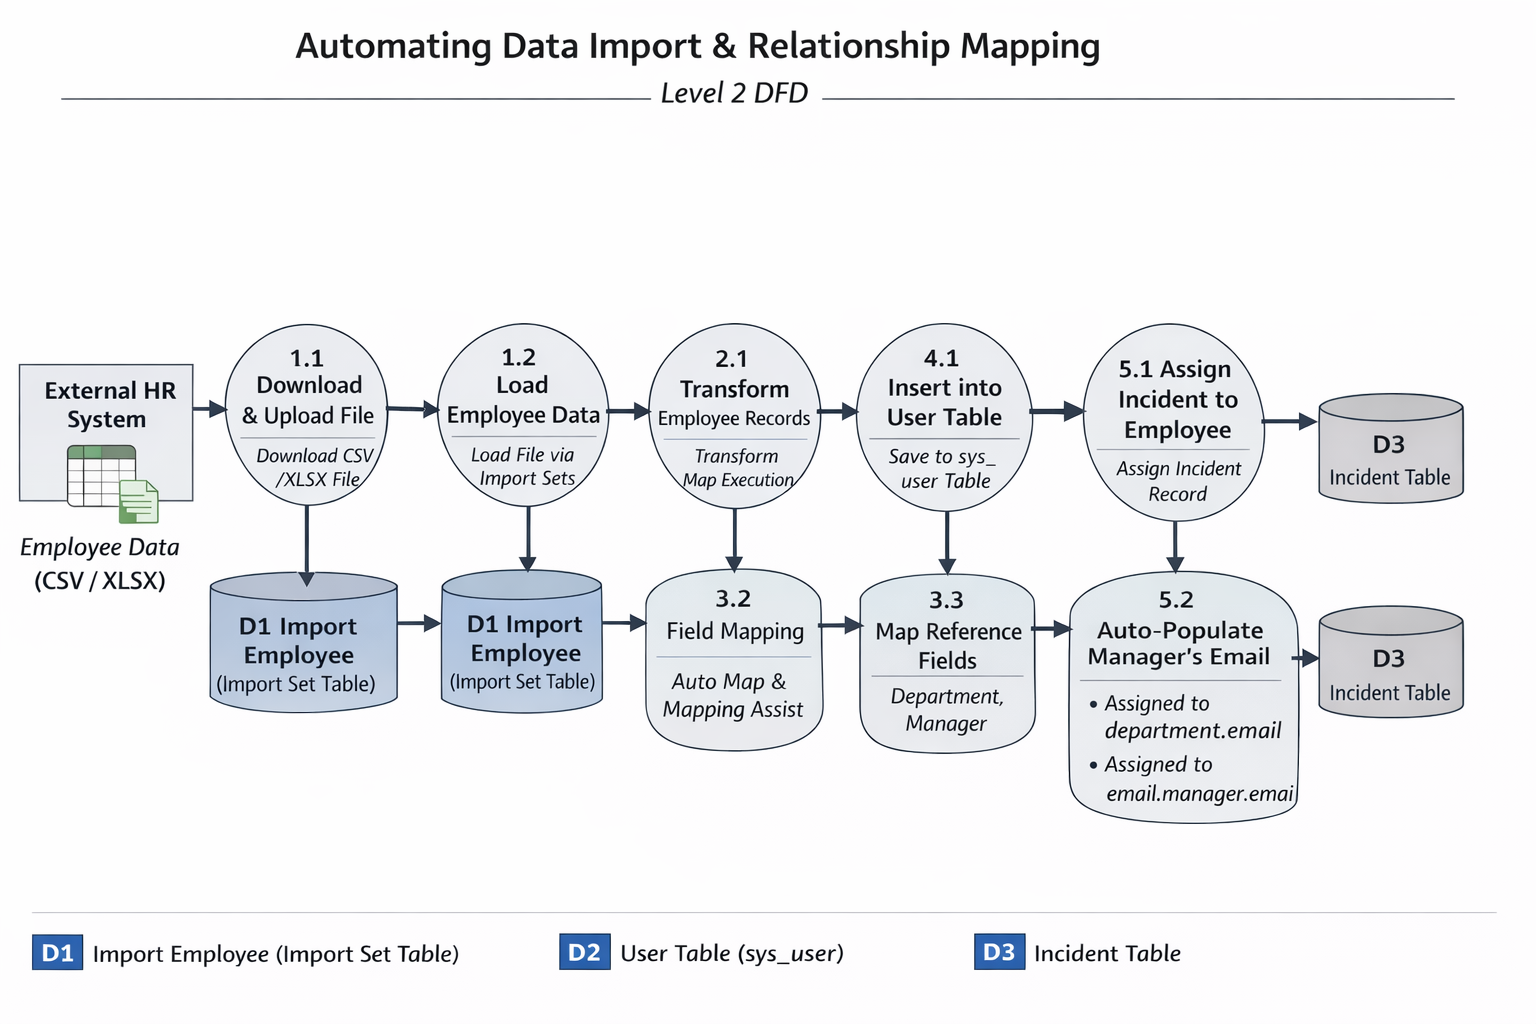 Automating Data Import & Relationship Mapping
Level 2 DFD
External HR
System
Employee Data
(CSV / XLSX)
1.1
Download
& Upload File
Download CSV
/XLSX File
1.2
Load
Employee Data
Load File via
Import Sets
2.1
Transform
Employee Records
Transform
Map Execution
4.1
Insert into
User Table
Save to sys_
user Table
5.1 Assign
Incident to
Employee
Assign Incident
Record
D3
Incident Table
D1 Import
Employee
(Import Set Table)
D1 Import
Employee
(Import Set Table)
3.2
Field Mapping
Auto Map &
Mapping Assist
3.3
Map Reference
Fields
Department,
Manager
5.2
Auto-Populate
Manager's Email
• Assigned to
department.email
• Assigned to
email.manager.emai
D3
Incident Table
D1 Import Employee (Import Set Table)
D2 User Table (sys_user)
D3 Incident Table